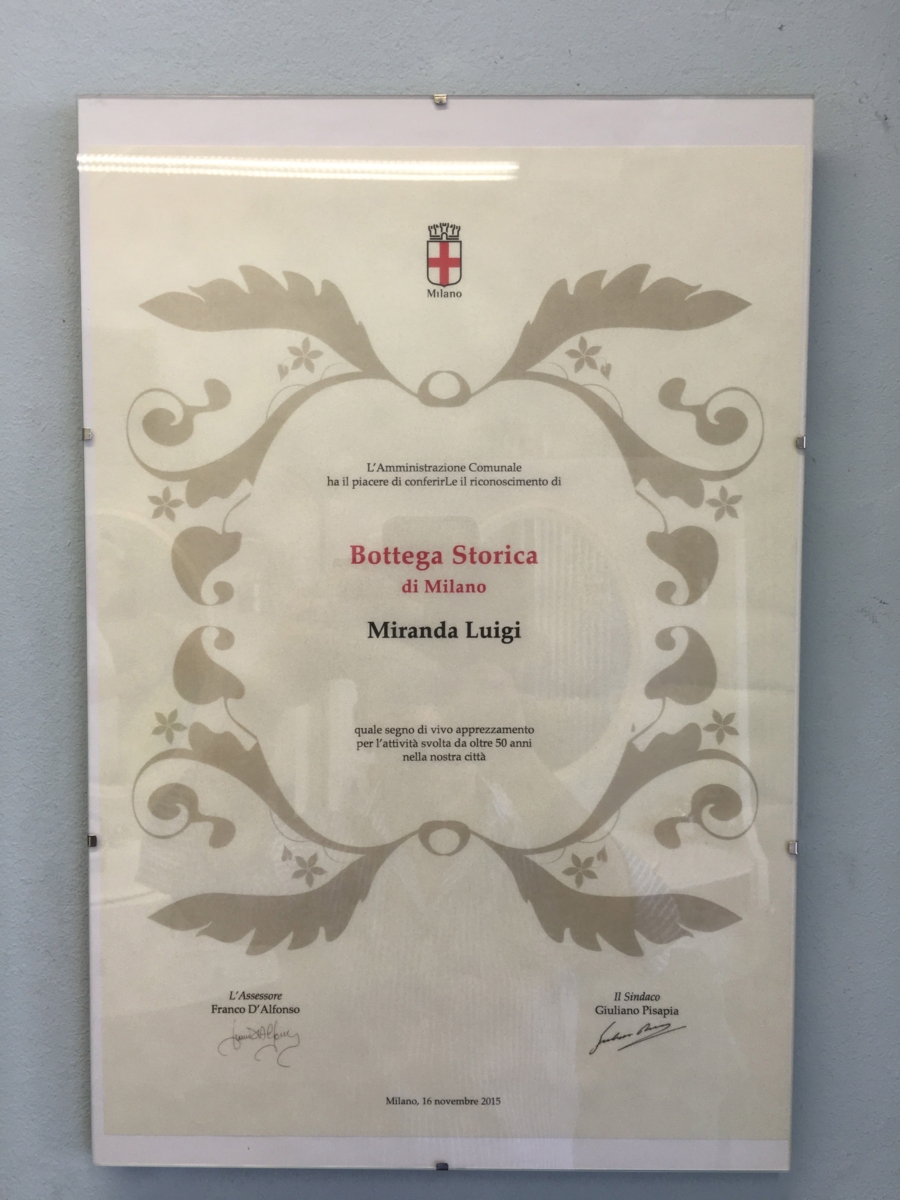 Milano
L'Amministrazione Comunale
ha il piacere di conferirLe il riconoscimento di
Bottega Storica
di Milano
Miranda Luigi
quale segno di vivo apprezzamento
per l'attività svolta da oltre 50 anni
nella nostra città
L'Assessore
Franco D'Alfonso
Il Sindaco
Giuliano Pisapia
Milano, 16 novembre 2015